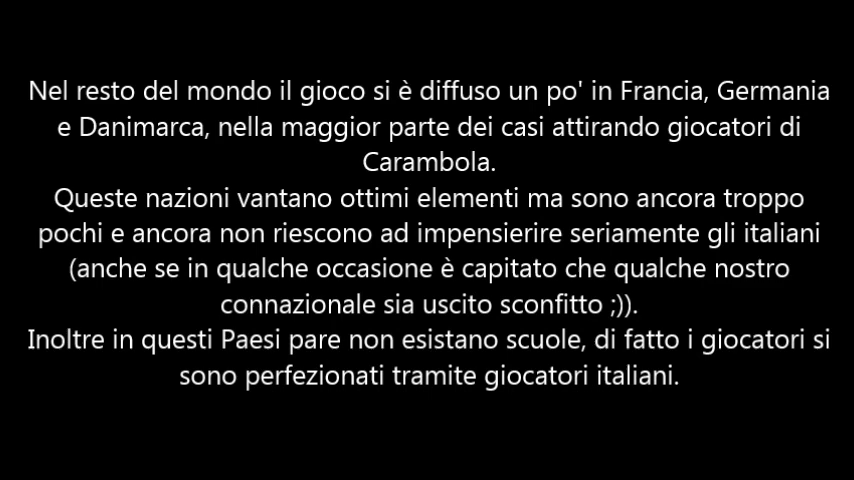 Nel resto del mondo il gioco si è diffuso un po' in Francia, Germania
e Danimarca, nella maggior parte dei casi attirando giocatori di
Carambola.
Queste nazioni vantano ottimi elementi ma sono ancora troppo
pochi e ancora non riescono ad impensierire seriamente gli italiani
(anche se in qualche occasione è capitato che qualche nostro
connazionale sia uscito sconfitto ;)).
Inoltre in questi Paesi pare non esistano scuole, di fatto i giocatori si
sono perfezionati tramite giocatori italiani.